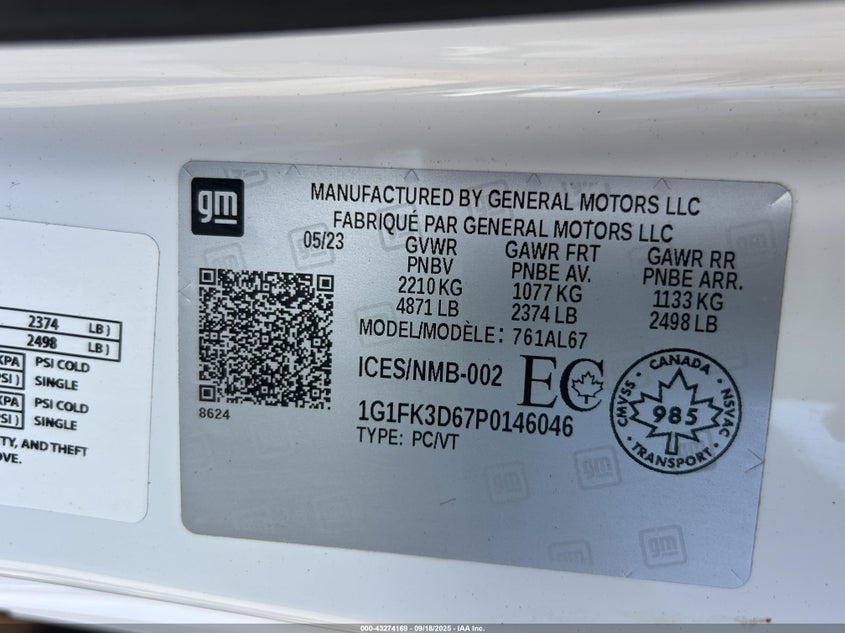 gm
MANUFACTURED BY GENERAL MOTORS LLC
FABRIQUÉ PAR GENERAL MOTORS LLC
05/23 GVWR GAWR FRT GAWR RR
PNBV PNBE AV. PNBE ARR.
2210 KG 1077 KG 1133 KG
4871 LB 2374 LB 2498 LB
MODEL/MODÈLE: 761AL67
ICES/NMB-002 EC
8624
1G1FK3D67P0146046
TYPE: PC/VT
CANADA
CMVSS 985 NSVAC
TRANSPORT
2374 LB)
2498 LB)
KPA PSI COLD
PSI) SINGLE
KPA PSI COLD
PSI) SINGLE
TY, AND THEFT
OVE.
gm
000-43274169 - 09/18/2025 - IAA Inc.